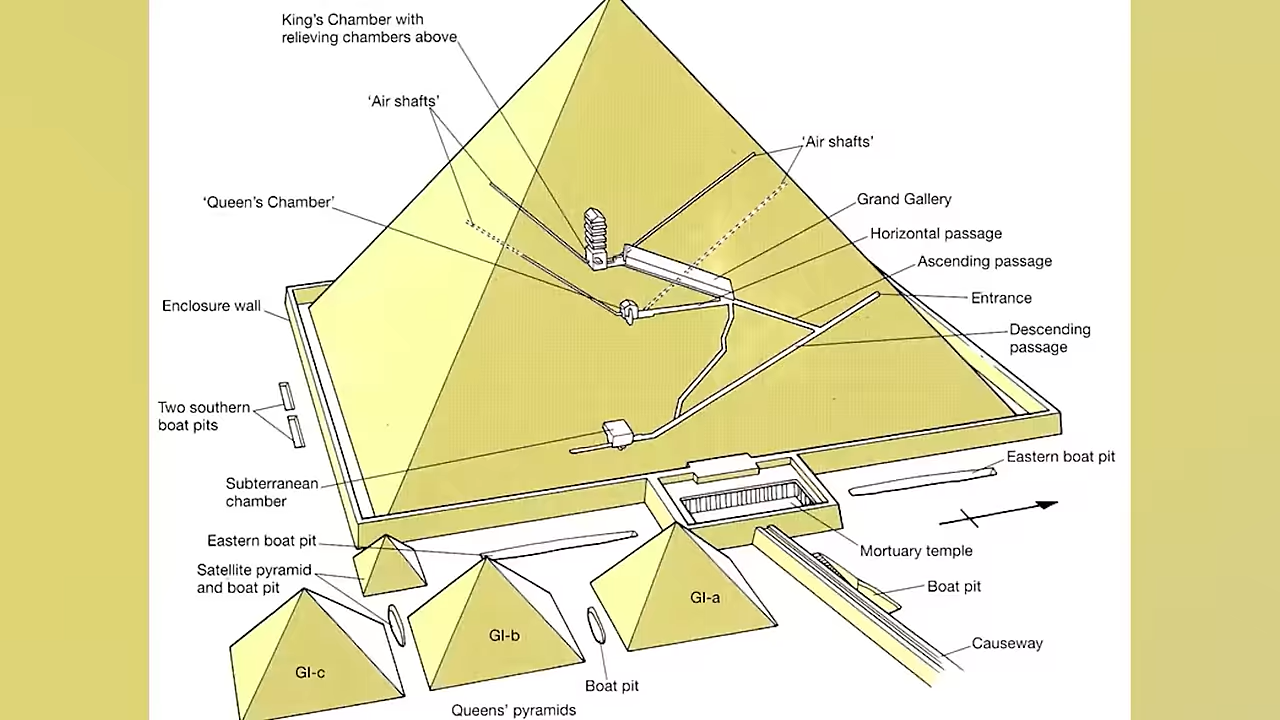 King's Chamber with
relieving chambers above
'Air shafts'
'Air shafts'
'Queen's Chamber'
Grand Gallery
Horizontal passage
Ascending passage
Entrance
Enclosure wall
Descending
passage
Two southern
boat pits
Eastern boat pit
Subterranean
chamber
Eastern boat pit
Mortuary temple
Satellite pyramid
and boat pit
Boat pit
GI-a
GI-b
Causeway
GI-c
Boat pit
Queens' pyramids